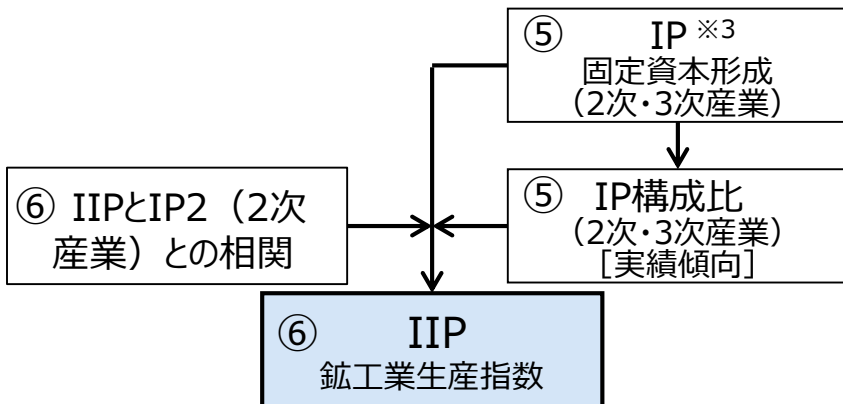 ⑤ IP ※3
固定資本形成
(2次・3次産業)
⑥ IIPとIP2（2次
産業）との相関
⑤ IP構成比
(2次・3次産業)
[実績傾向]
⑥ IIP
鉱工業生産指数